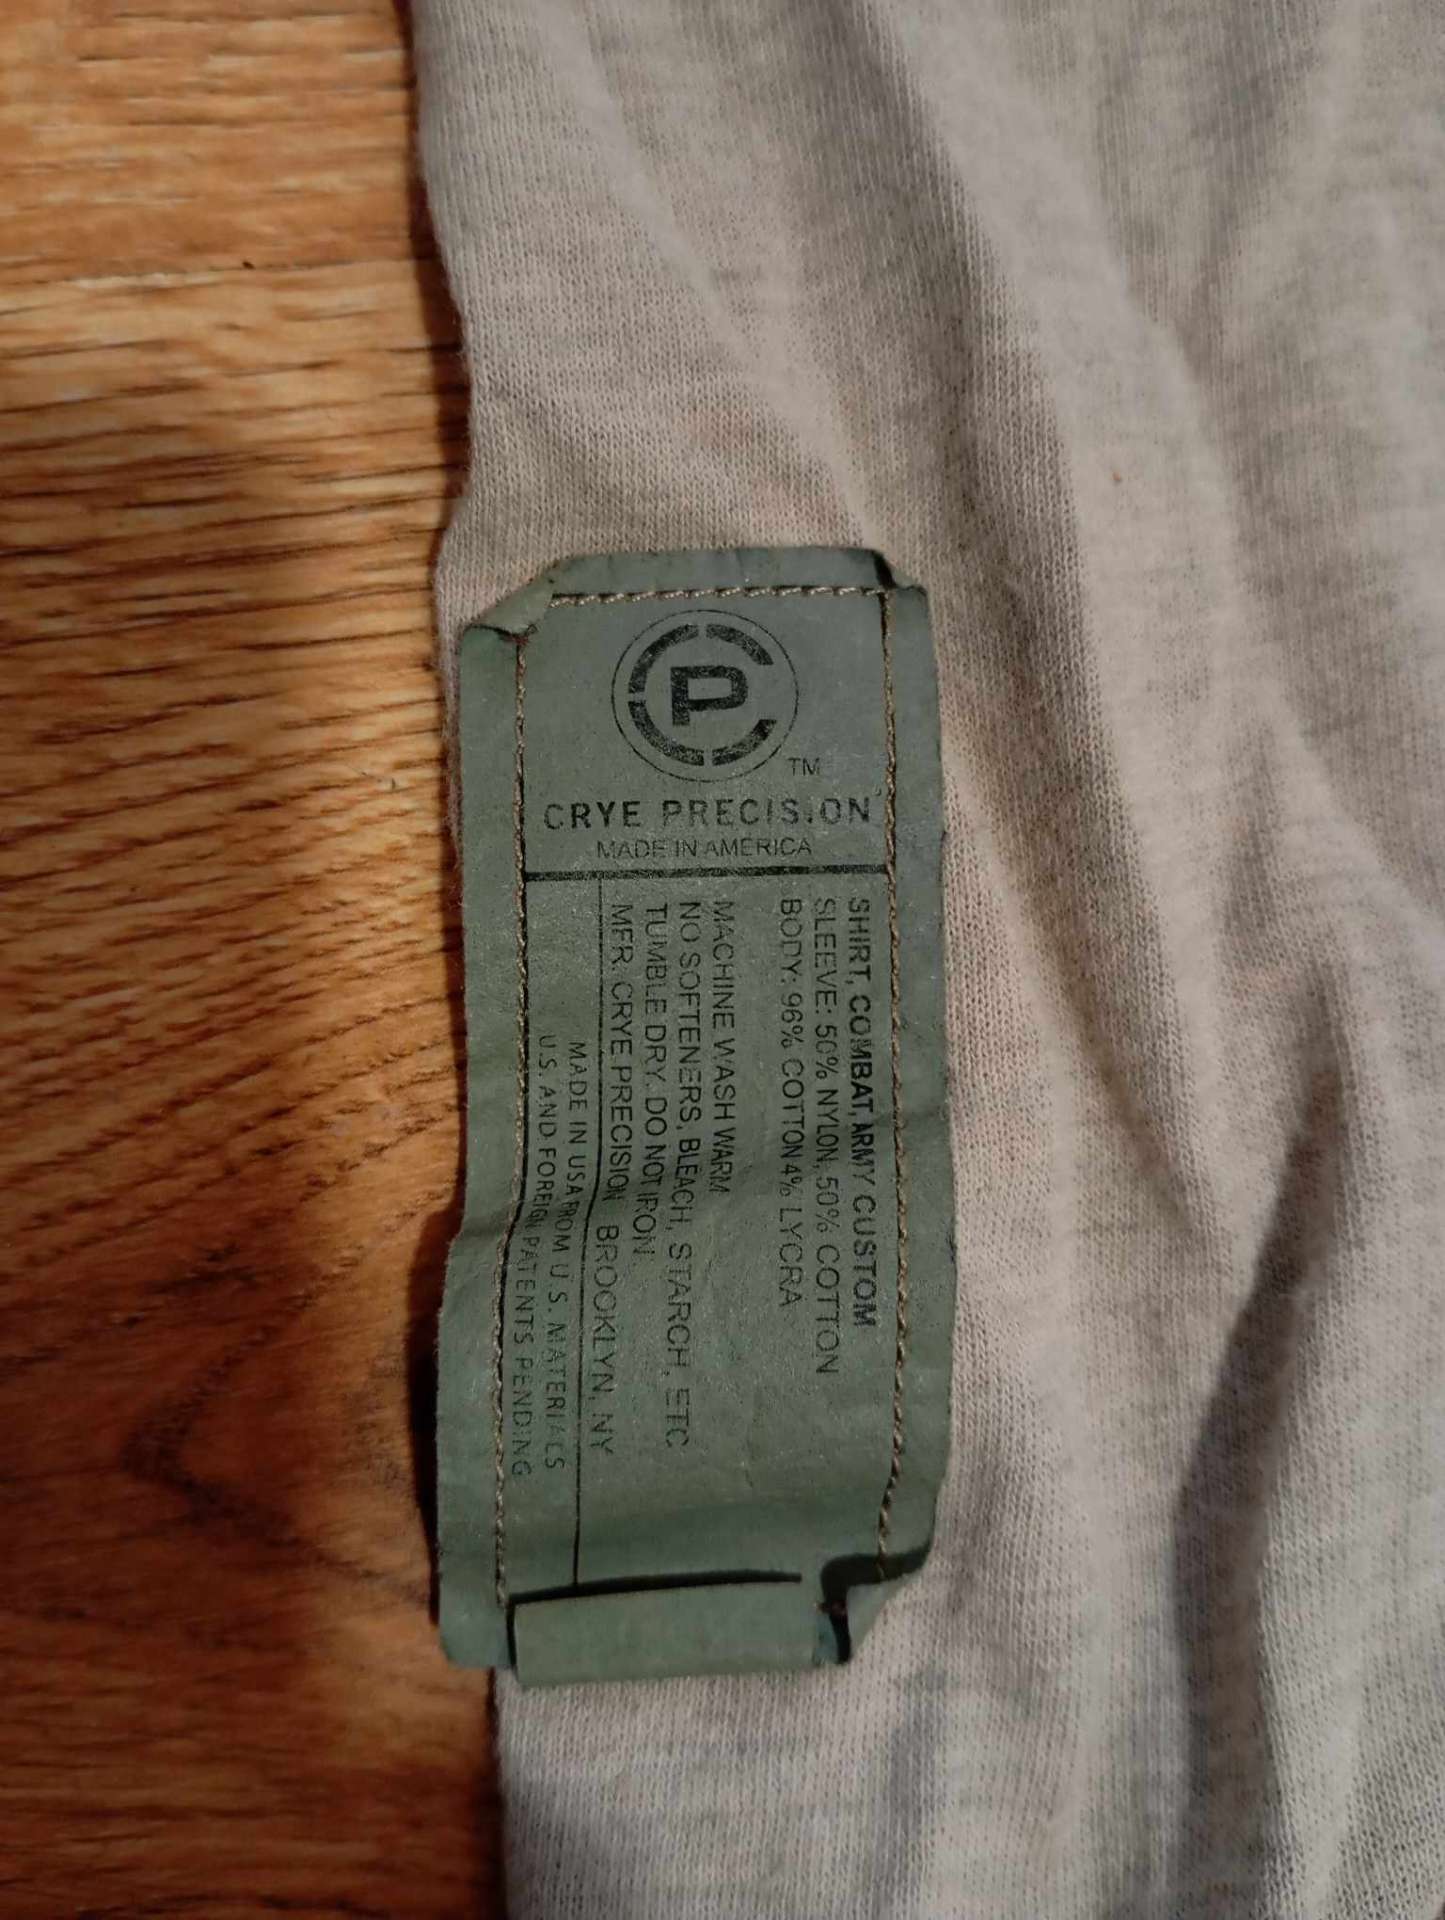 CP
TM
CRYE PRECISION
MADE IN AMERICA
SHIRT, COMBAT, ARMY CUSTOM
SLEEVE: 50% NYLON, 50% COTTON
BODY: 96% COTTON 4% LYCRA
MACHINE WASH WARM
NO SOFTENERS, BLEACH, STARCH, ETC
TUMBLE DRY. DO NOT IRON
MFR. CRYE PRECISION BROOKLYN, NY
MADE IN USA FROM U.S. MATERIALS
U.S. AND FOREIGN PATENTS PENDING